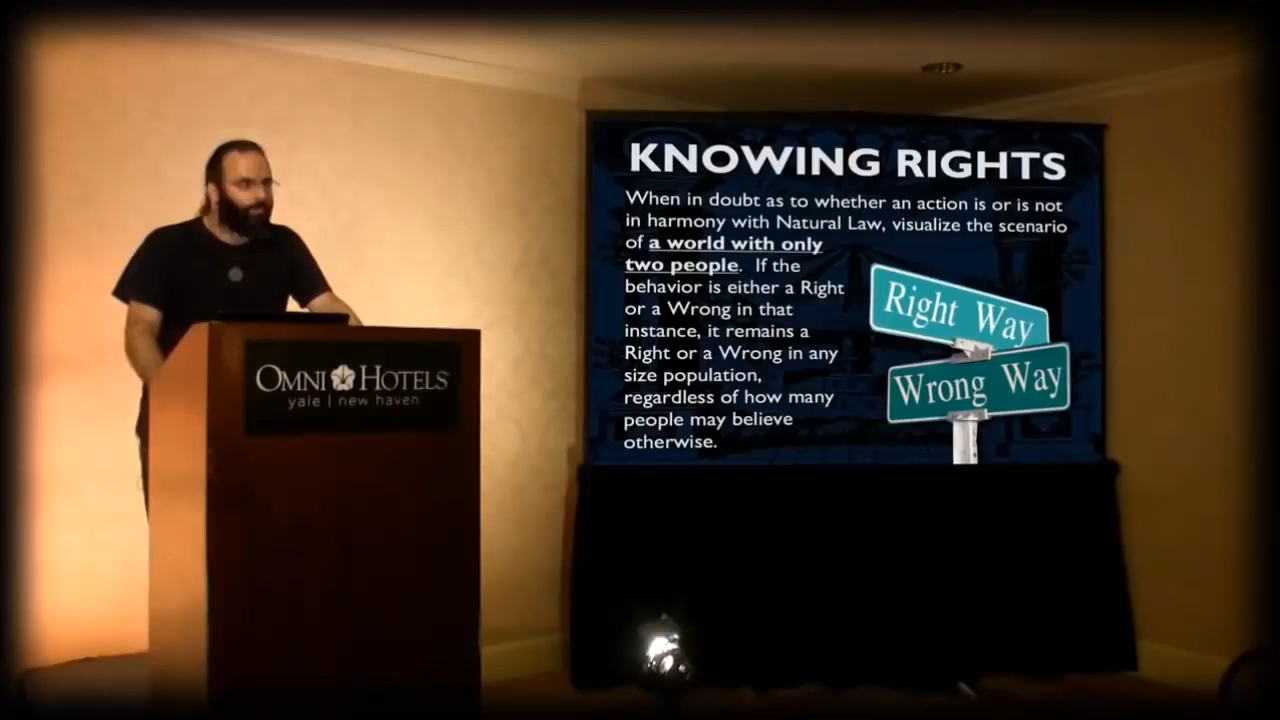 OMNI HOTELS
yale | new haven
KNOWING RIGHTS
When in doubt as to whether an action is or is not
in harmony with Natural Law, visualize the scenario
of a world with only
two people. If the
behavior is either a Right
or a Wrong in that
instance, it remains a
Right or a Wrong in any
size population,
regardless of how many
people may believe
otherwise.
Right Way
Wrong Way